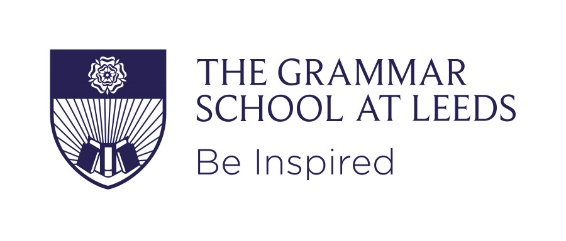 THE GRAMMAR
SCHOOL AT LEEDS
Be Inspired